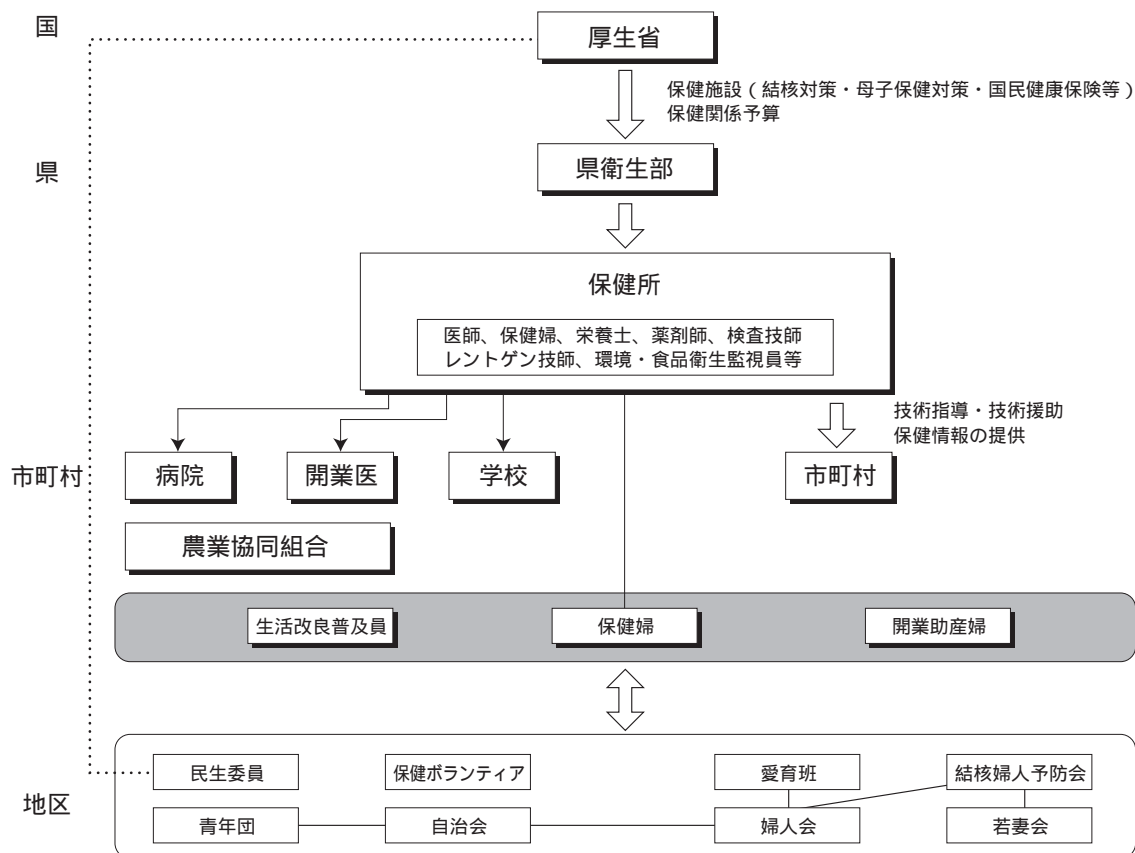 国
厚生省
保健施設(結核対策・母子保健対策・国民健康保険等)
保健関係予算
県
県衛生部
保健所
医師、保健婦、栄養士、薬剤師、検査技師
レントゲン技師、環境・食品衛生監視員等
技術指導・技術援助
保健情報の提供
市町村
病院
開業医
学校
市町村
農業協同組合
生活改良普及員
保健婦
開業助産婦
地区
民生委員
保健ボランティア
愛育班
結核婦人予防会
青年団
自治会
婦人会
若妻会